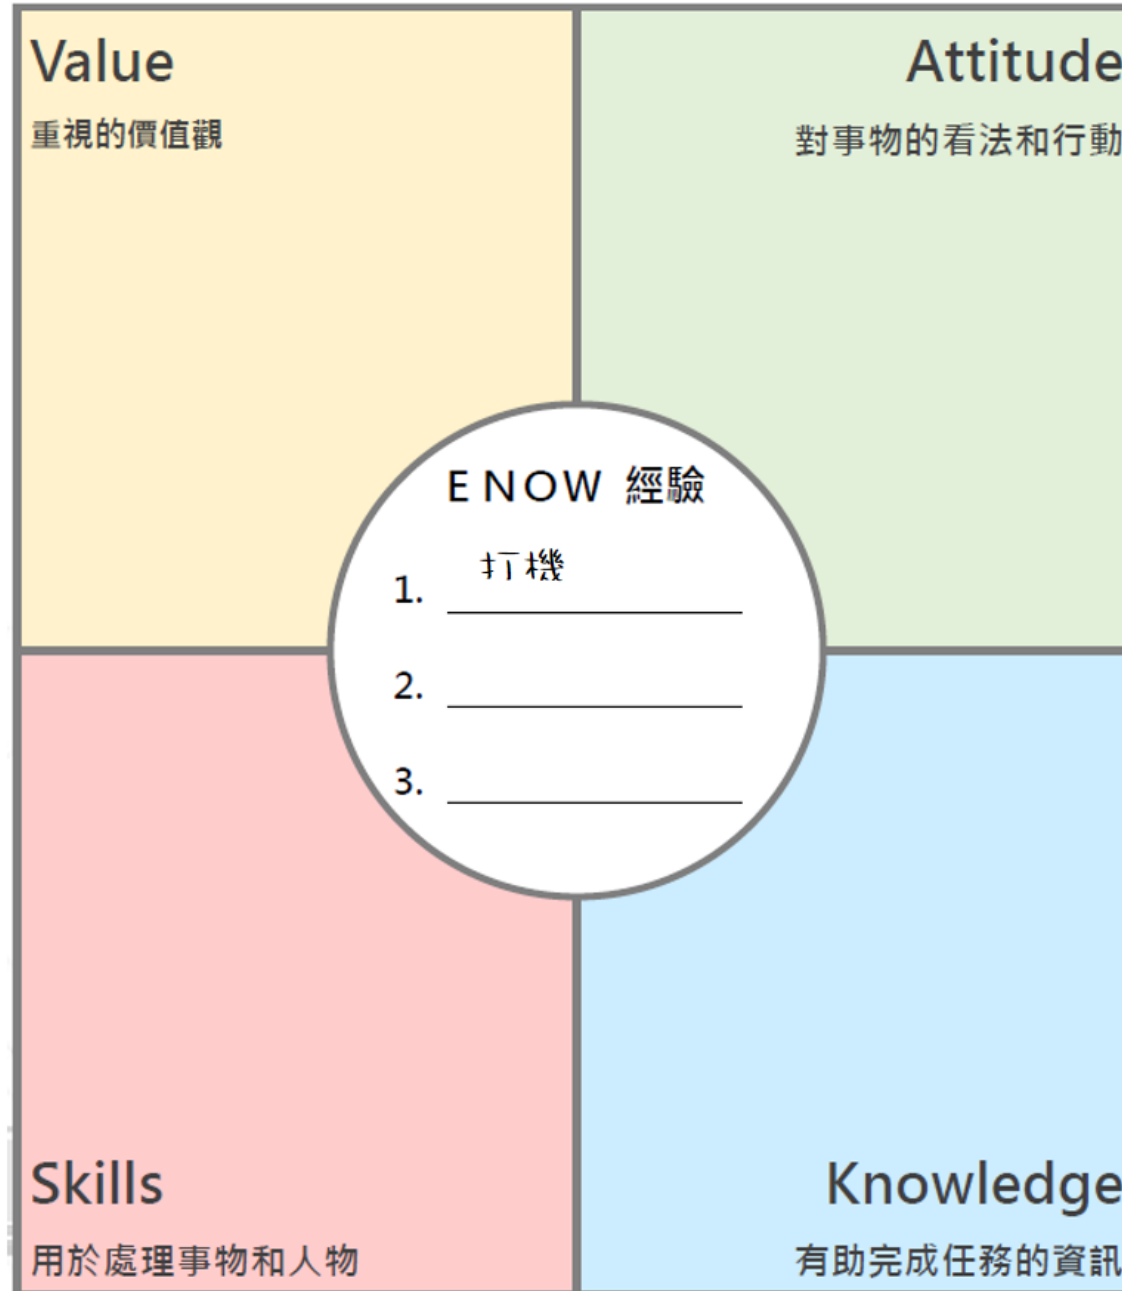 Value
重視的價值觀
Attitude
對事物的看法和行動
E NOW 經驗
1. 打機
2.
3.
Skills
用於處理事物和人物
Knowledge
有助完成任務的資訊